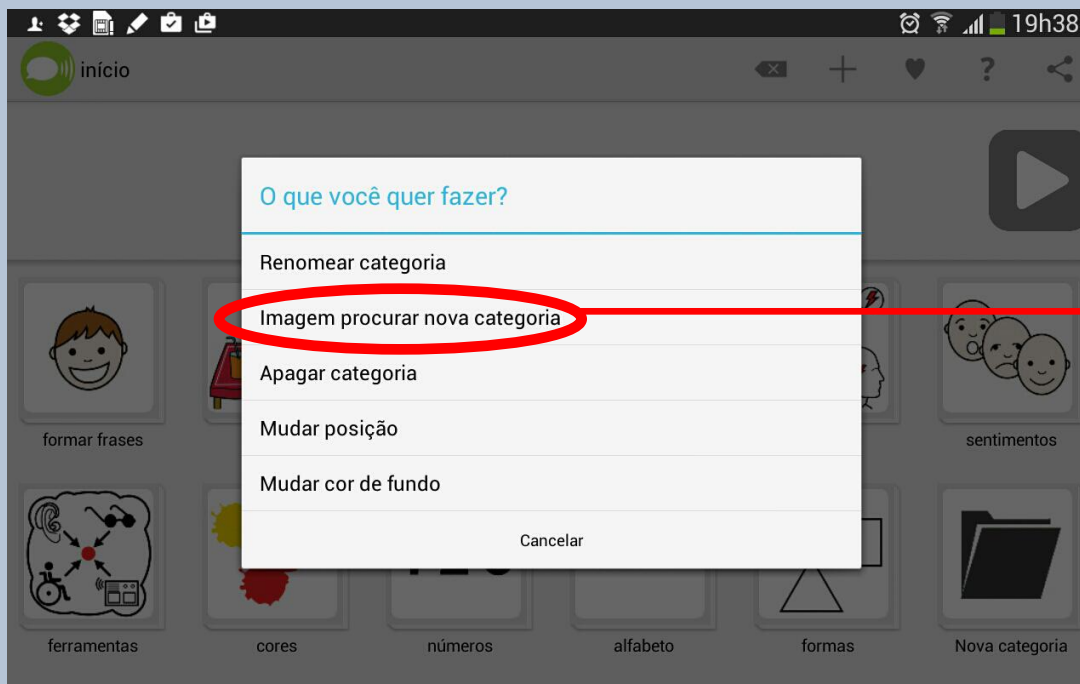 19h38
início
?
O que você quer fazer?
Renomear categoria
Imagem procurar nova categoria
Apagar categoria
Mudar posição
Mudar cor de fundo
Cancelar
formar frases
sentimentos
ferramentas
cores
números
alfabeto
formas
Nova categoria